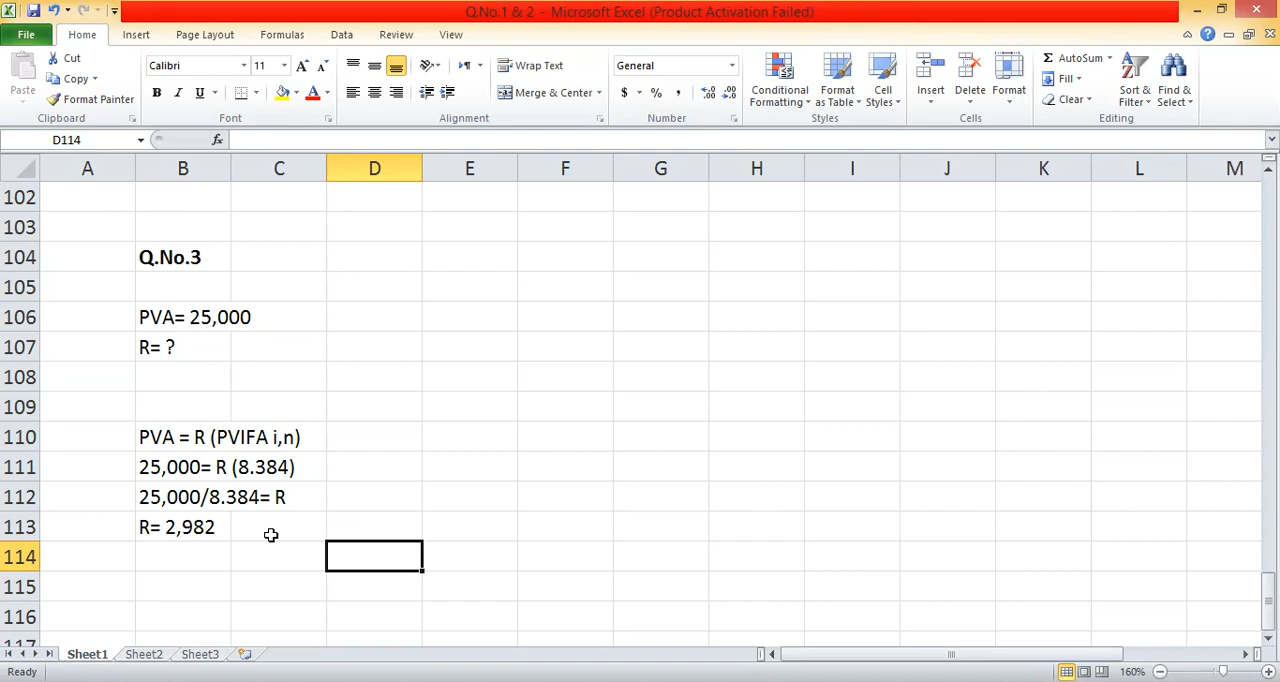 Q.No.1 & 2 - Microsoft Excel (Product Activation Failed)
File Home Insert Page Layout Formulas Data Review View
Paste
Cut
Copy
Format Painter
Clipboard
Calibri 11
B I U
Font
Wrap Text
Merge & Center
Alignment
General
$ % ,
Number
Conditional Formatting
Format as Table
Cell Styles
Styles
Insert Delete Format
Cells
AutoSum
Fill
Clear
Sort & Filter
Find & Select
Editing
D114 fx
A B C D E F G H I J K L M
102
103
104 Q.No.3
105
106 PVA= 25,000
107 R= ?
108
109
110 PVA = R (PVIFA i,n)
111 25,000= R (8.384)
112 25,000/8.384= R
113 R= 2,982
114
115
116
117
Sheet1 Sheet2 Sheet3
Ready 160%